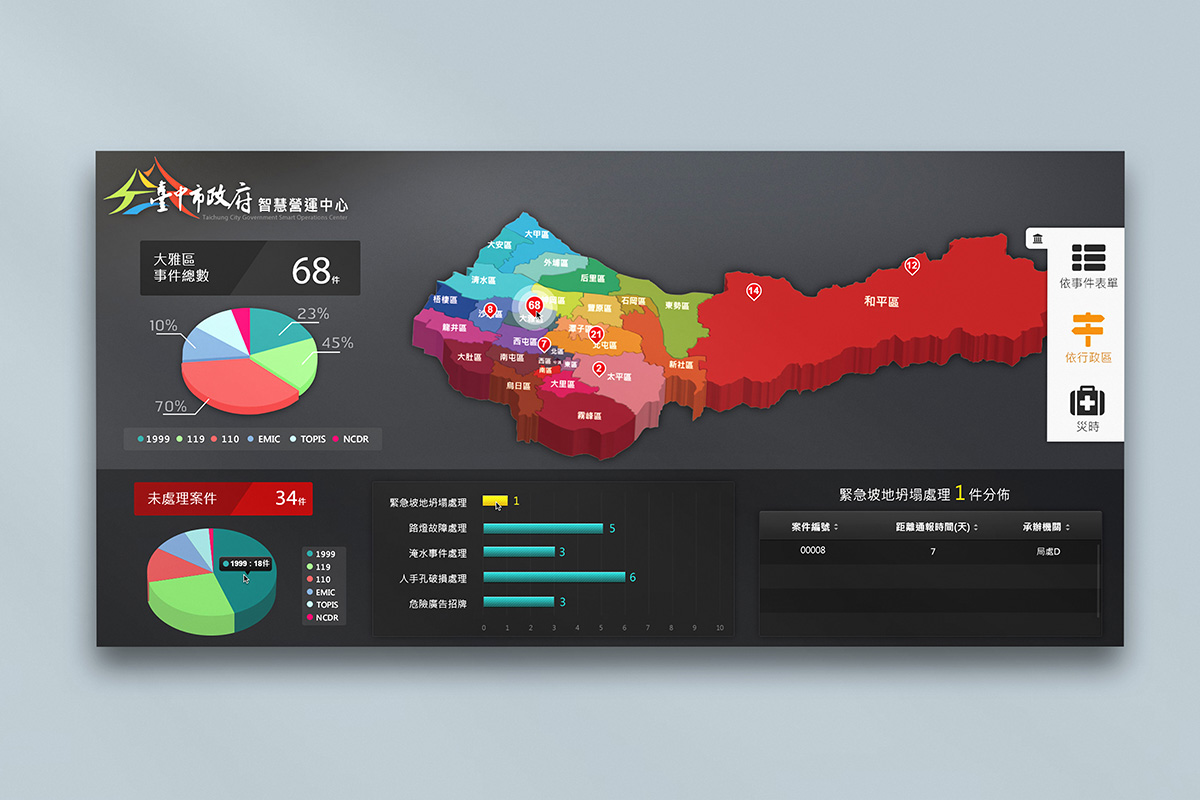 臺中市政府 智慧營運中心
Taichung City Government Smart Operations Center
大雅區
事件總數
68件
23%
10%
45%
70%
1999 119 110 EMIC TOPIS NCDR
大甲區
大安區
外埔區
清水區
后里區
梧棲區
沙
8
68
岡區
豐原區
石岡區
東勢區
龍井區
大雅
潭子
21
西屯區
7
北屯區
北區
大肚區
南屯區
西區
東區
南區
2
太平區
新社區
烏日區
大里區
霧峰區
14
12
和平區
依事件表單
依行政區
災時
未處理案件
34件
1999:18件
1999
119
110
EMIC
TOPIS
NCDR
緊急坡地坍塌處理 1
路燈故障處理 5
淹水事件處理 3
人手孔破損處理 6
危險廣告招牌 3
0 1 2 3 4 5 6 7 8 9 10
緊急坡地坍塌處理 1 件分佈
案件編號 距離通報時間(天) 承辦機關
00008 7 局處D